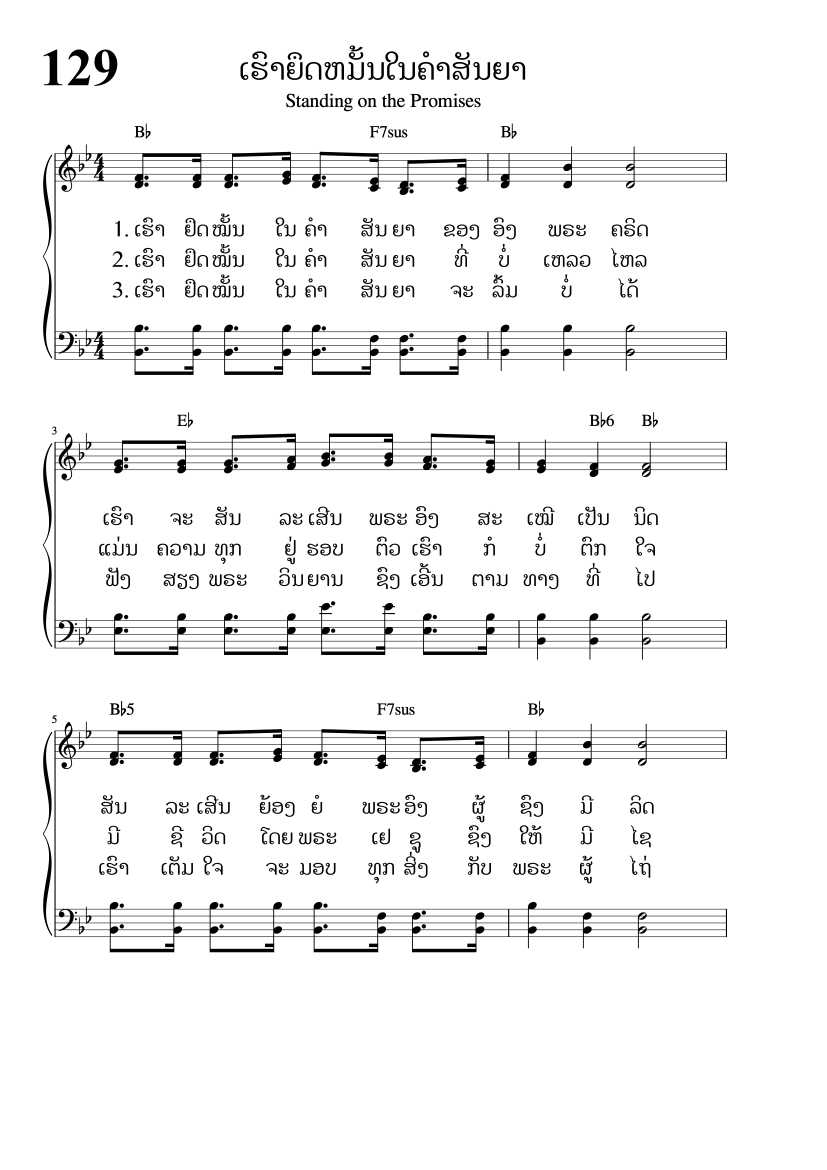 129
ເຮົາຍຶດຫມັ້ນໃນຄຳສັນຍາ
Standing on the Promises
B♭ F7sus B♭
1. ເຮົາ ຢຶດໝັ້ນ ໃນ ຄຳ ສັນ ຍາ ຂອງ ອົງ ພຣະ ຄຣິດ
2. ເຮົາ ຢຶດໝັ້ນ ໃນ ຄຳ ສັນ ຍາ ທີ່ ບໍ່ ເຫລວ ໄຫລ
3. ເຮົາ ຢຶດໝັ້ນ ໃນ ຄຳ ສັນ ຍາ ຈະ ລົ້ມ ບໍ່ ໄດ້
3 E♭ B♭6 B♭
ເຮົາ ຈະ ສັນ ລະ ເສີນ ພຣະ ອົງ ສະ ເໝີ ເປັນ ນິດ
ແມ່ນ ຄວາມ ທຸກ ຢູ່ ຮອບ ຕົວ ເຮົາ ກໍ ບໍ່ ຕົກ ໃຈ
ຟັງ ສຽງ ພຣະ ວິນ ຍານ ຊົງ ເອີ້ນ ຕາມ ທາງ ທີ່ ໄປ
5 B♭5 F7sus B♭
ສັນ ລະ ເສີນ ຍ້ອງ ຍໍ ພຣະ ອົງ ຜູ້ ຊົງ ມີ ລິດ
ມີ ຊີ ວິດ ໂດຍ ພຣະ ເຢ ຊູ ຊົງ ໃຫ້ ມີ ໄຊ
ເຮົາ ເຕັມ ໃຈ ຈະ ມອບ ທຸກ ສິ່ງ ກັບ ພຣະ ຜູ້ ໄຖ່